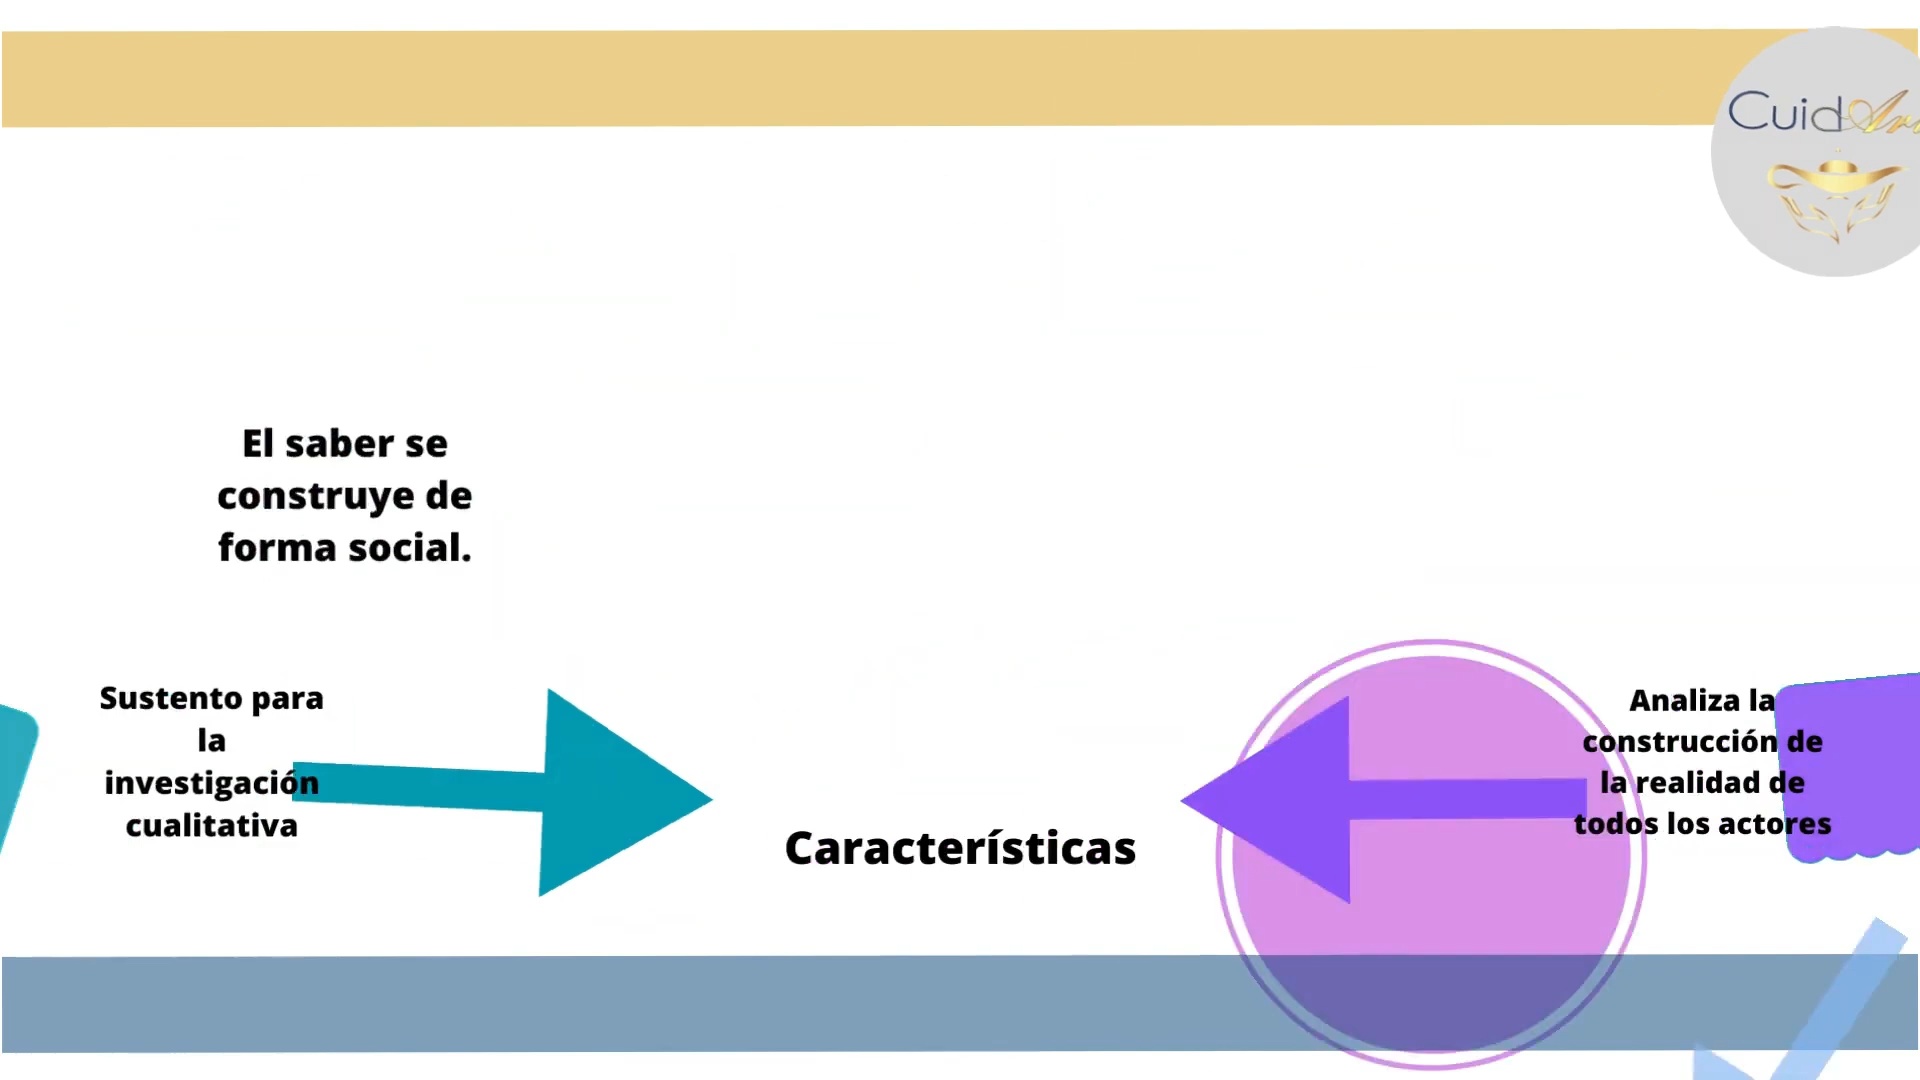 El saber se
construye de
forma social.
Sustento para
la
investigación
cualitativa
Características
Analiza la
construcción de
la realidad de
todos los actores